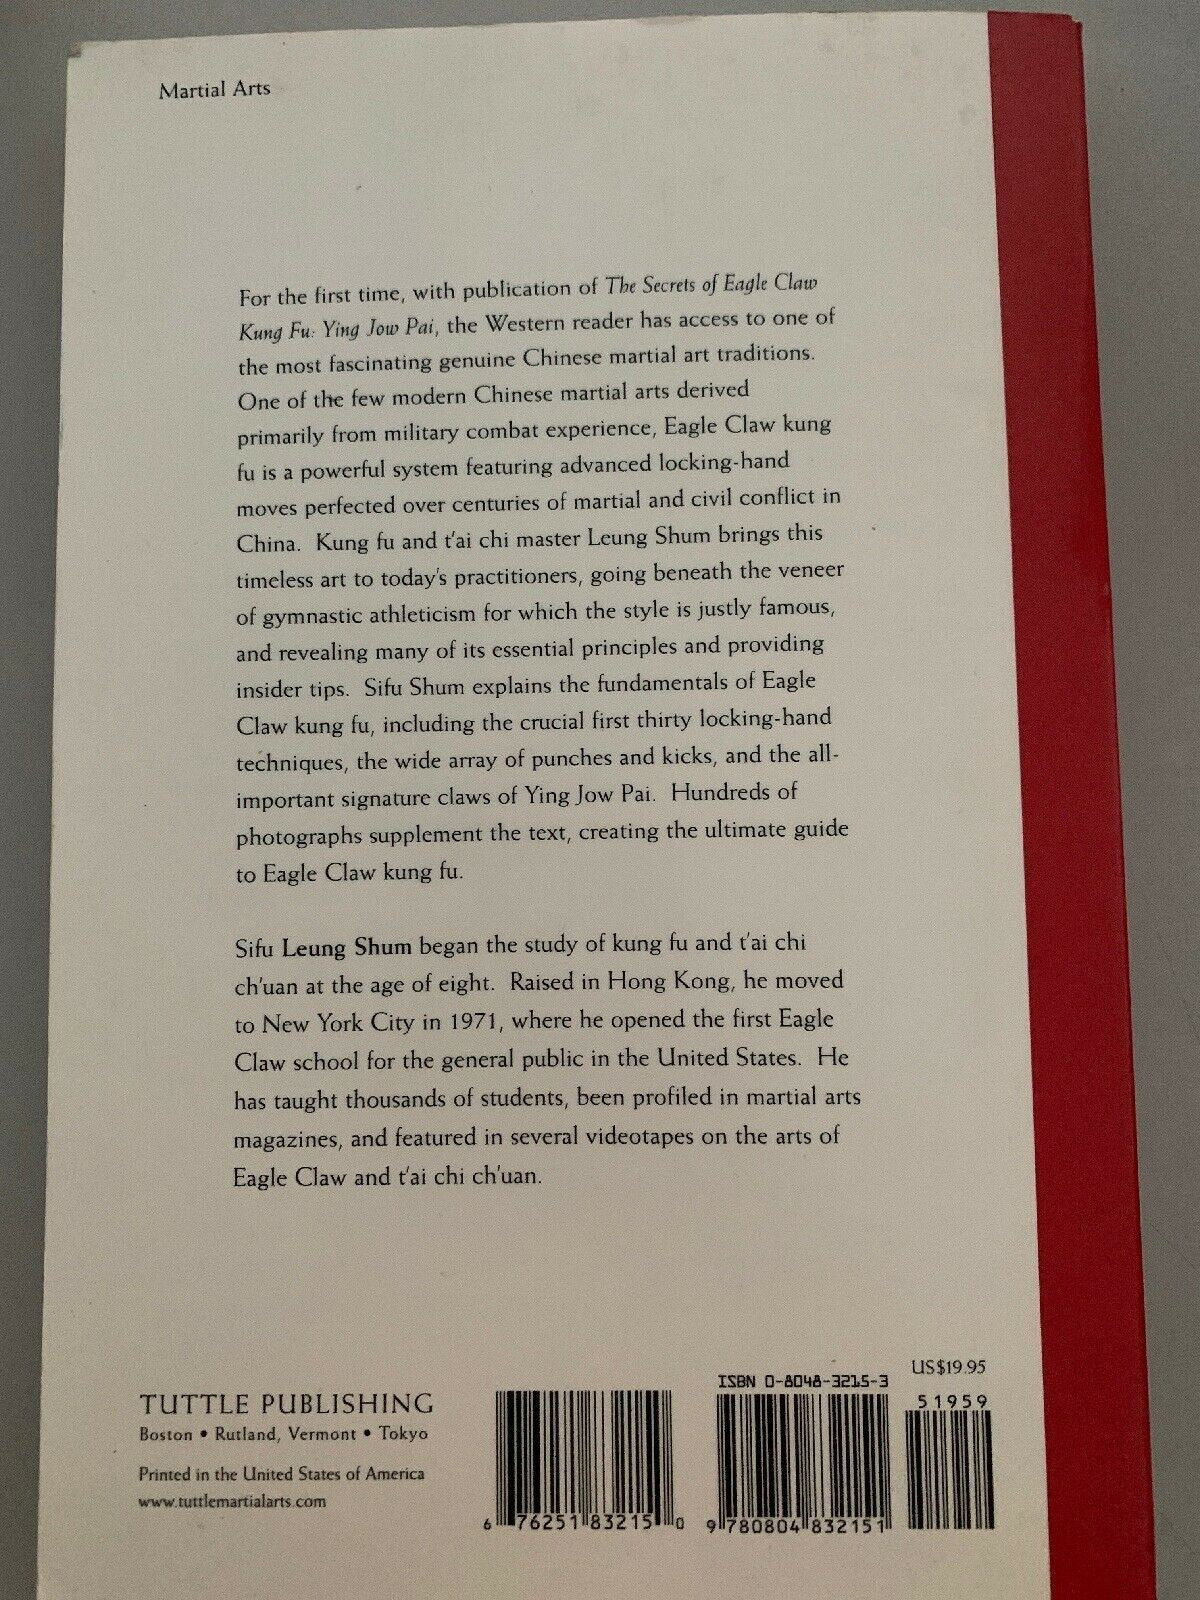 Martial Arts
For the first time, with publication of The Secrets of Eagle Claw
Kung Fu: Ying Jow Pai, the Western reader has access to one of
the most fascinating genuine Chinese martial art traditions.
One of the few modern Chinese martial arts derived
primarily from military combat experience, Eagle Claw kung
fu is a powerful system featuring advanced locking-hand
moves perfected over centuries of martial and civil conflict in
China. Kung fu and t'ai chi master Leung Shum brings this
timeless art to today's practitioners, going beneath the veneer
of gymnastic athleticism for which the style is justly famous,
and revealing many of its essential principles and providing
insider tips. Sifu Shum explains the fundamentals of Eagle
Claw kung fu, including the crucial first thirty locking-hand
techniques, the wide array of punches and kicks, and the all-
important signature claws of Ying Jow Pai. Hundreds of
photographs supplement the text, creating the ultimate guide
to Eagle Claw kung fu.
Sifu Leung Shum began the study of kung fu and t'ai chi
ch'uan at the age of eight. Raised in Hong Kong, he moved
to New York City in 1971, where he opened the first Eagle
Claw school for the general public in the United States. He
has taught thousands of students, been profiled in martial arts
magazines, and featured in several videotapes on the arts of
Eagle Claw and t'ai chi ch'uan.
TUTTLE PUBLISHING
Boston • Rutland, Vermont • Tokyo
Printed in the United States of America
www.tuttlemartialarts.com
6 76251 83215 0
ISBN 0-8048-3215-3
9 780804 832151
US$19.95
51959